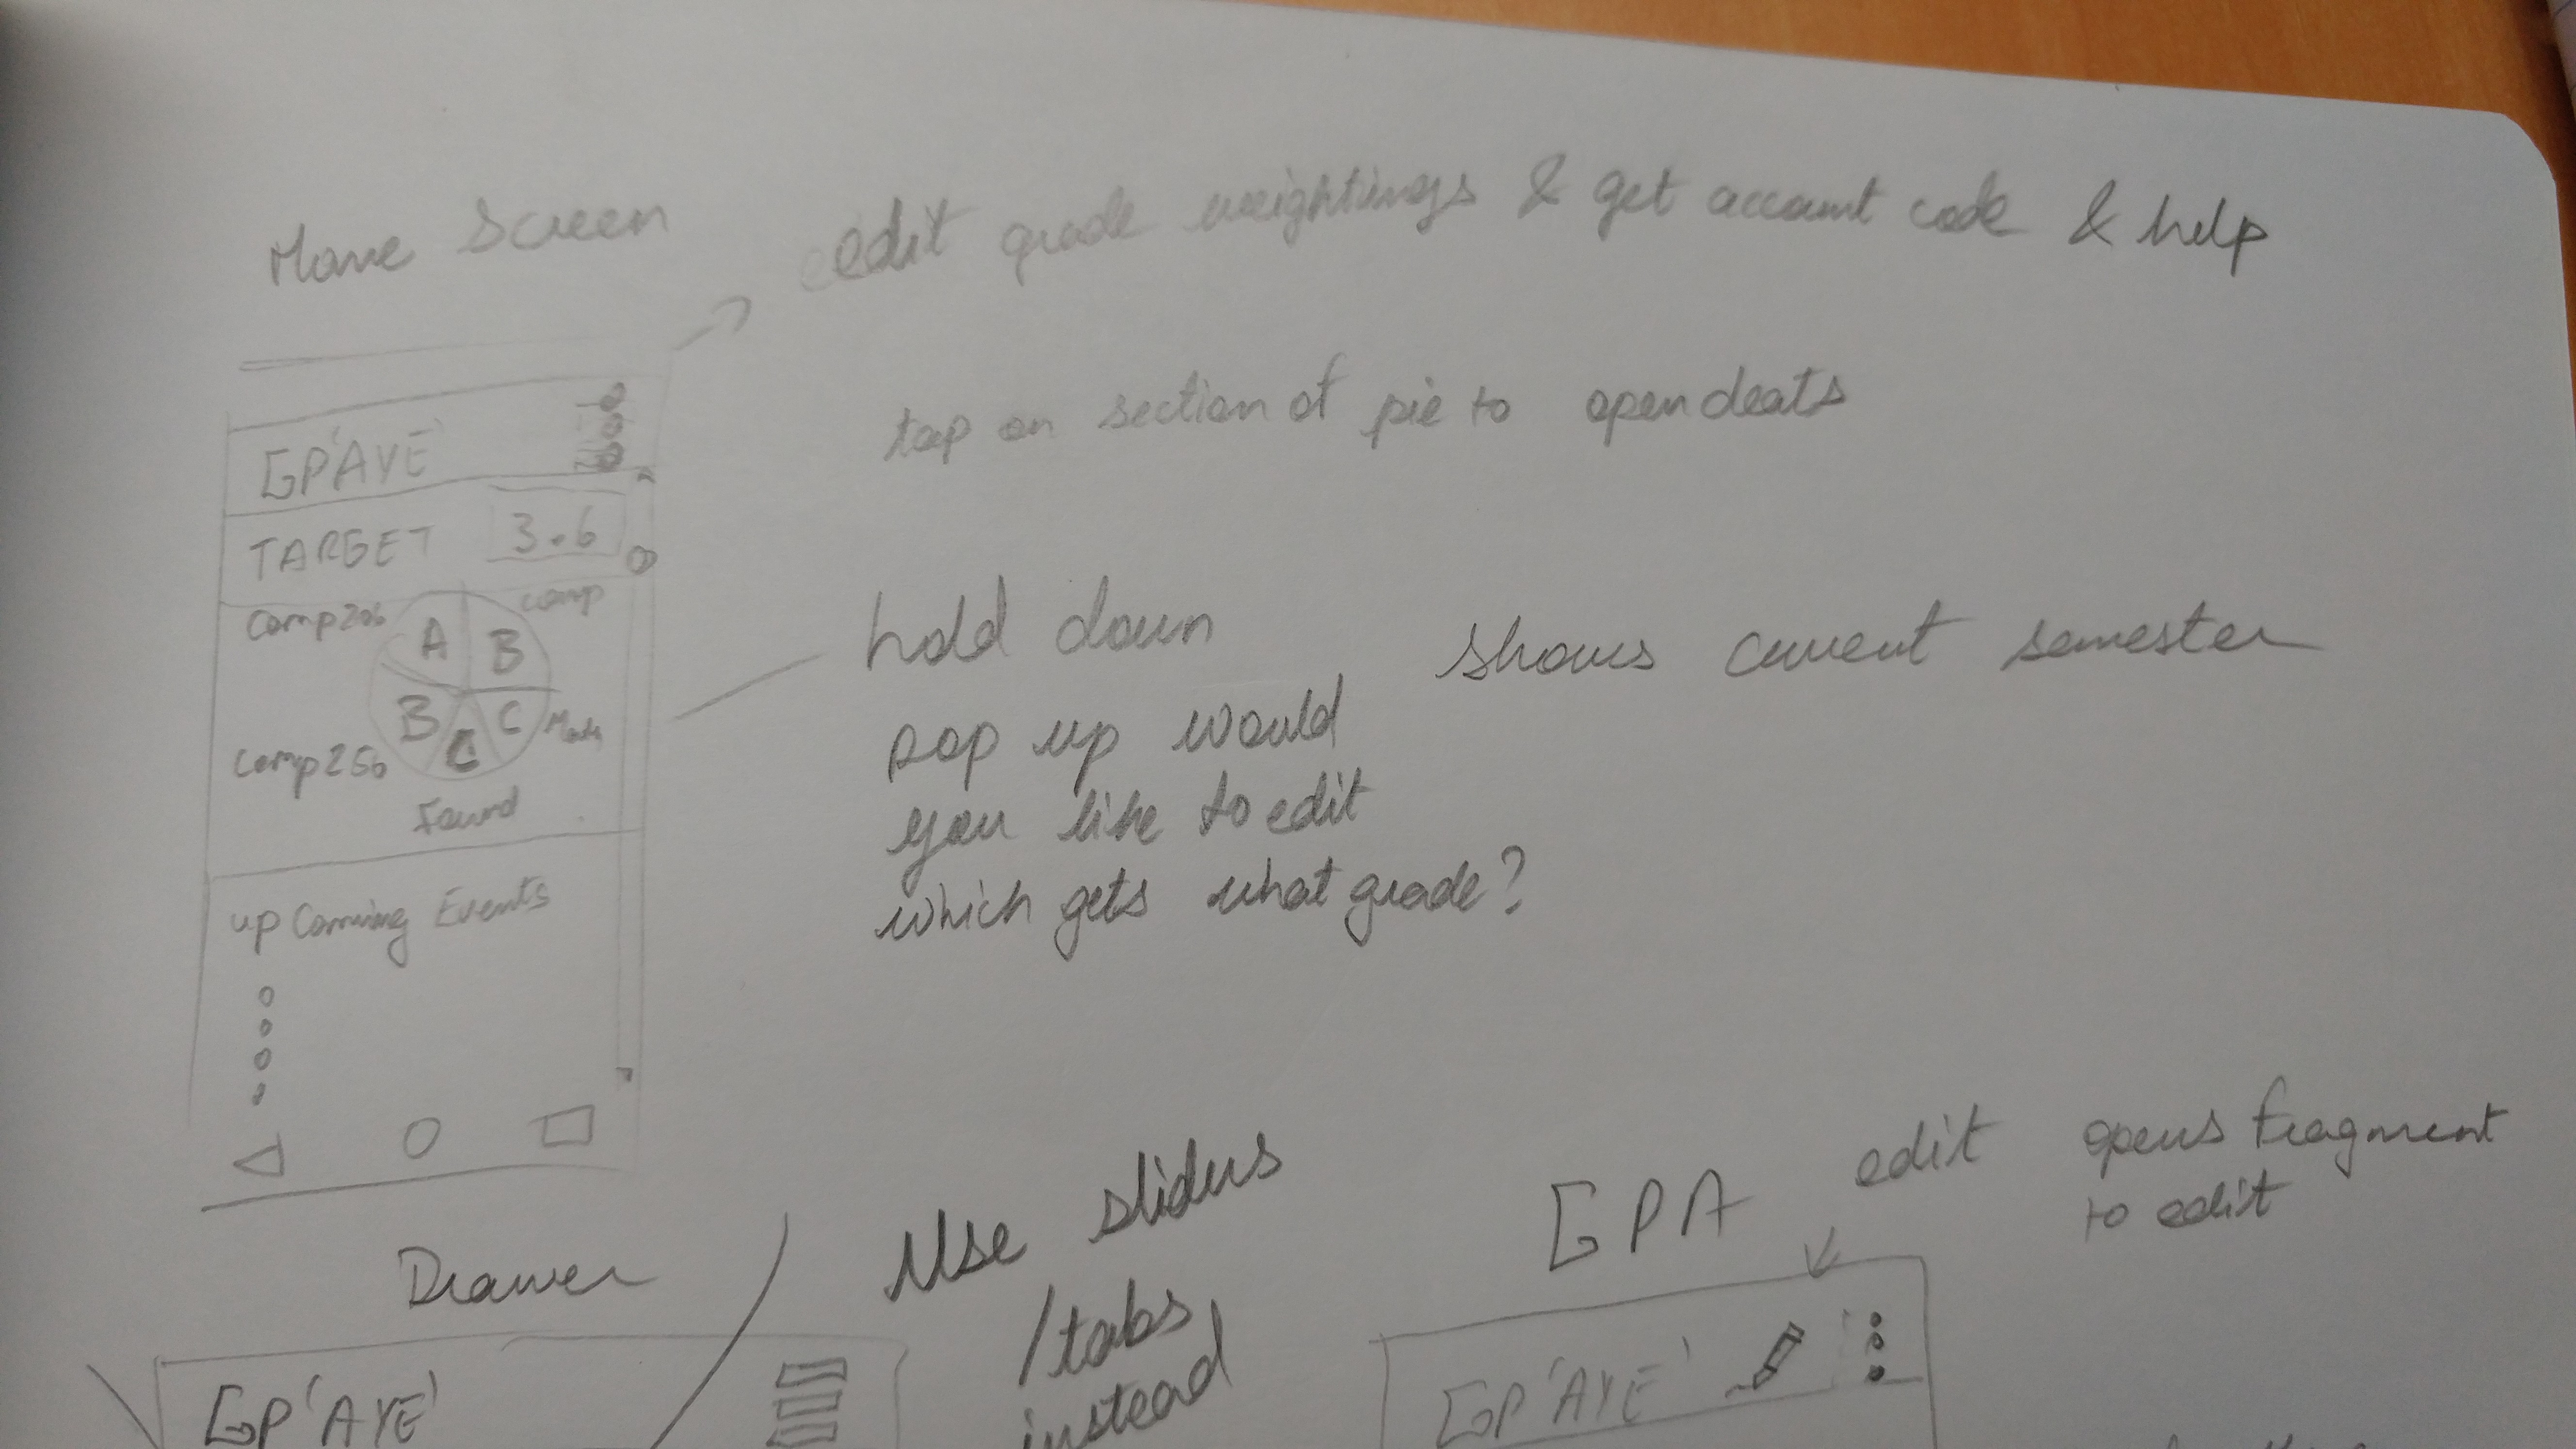 Home Screen
edit grade weightings & get account code & help
GP'AYE'
tap on section of pie to open deats
TARGET 3.6
comp206
comp
A B
B C C
Math
comp256
Found
hold down
pop up would
you like to edit
which gets what grade?
shows current semester
up Coming Events
Drawer
Use sliders
/tabs
instead
GPA
edit opens fragment
to edit
GP'AYE'
GP'AYE'